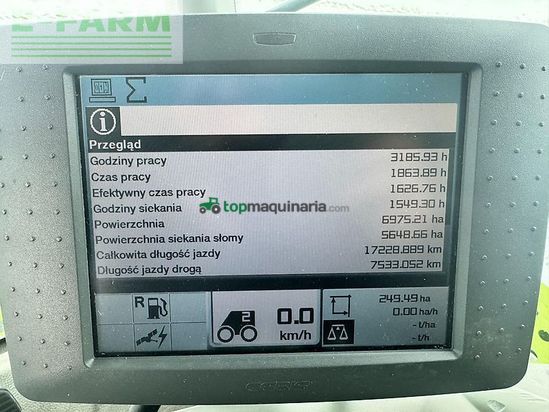 E-FARM
Przegląd
Godziny pracy 3185.93 h
Czas pracy 1863.89 h
Efektywny czas pracy 1626.76 h
Godziny siekania 1549.30 h
topmaquinaria.com
Powierzchnia 6975.21 ha
Powierzchnia siekania słomy 5648.66 ha
Całkowita długość jazdy 17228.889 km
Długość jazdy drogą 7533.052 km
R
2
0.0
km/h
249.49 ha
0.00 ha/h
- t/ha
- t/h
CEBIS